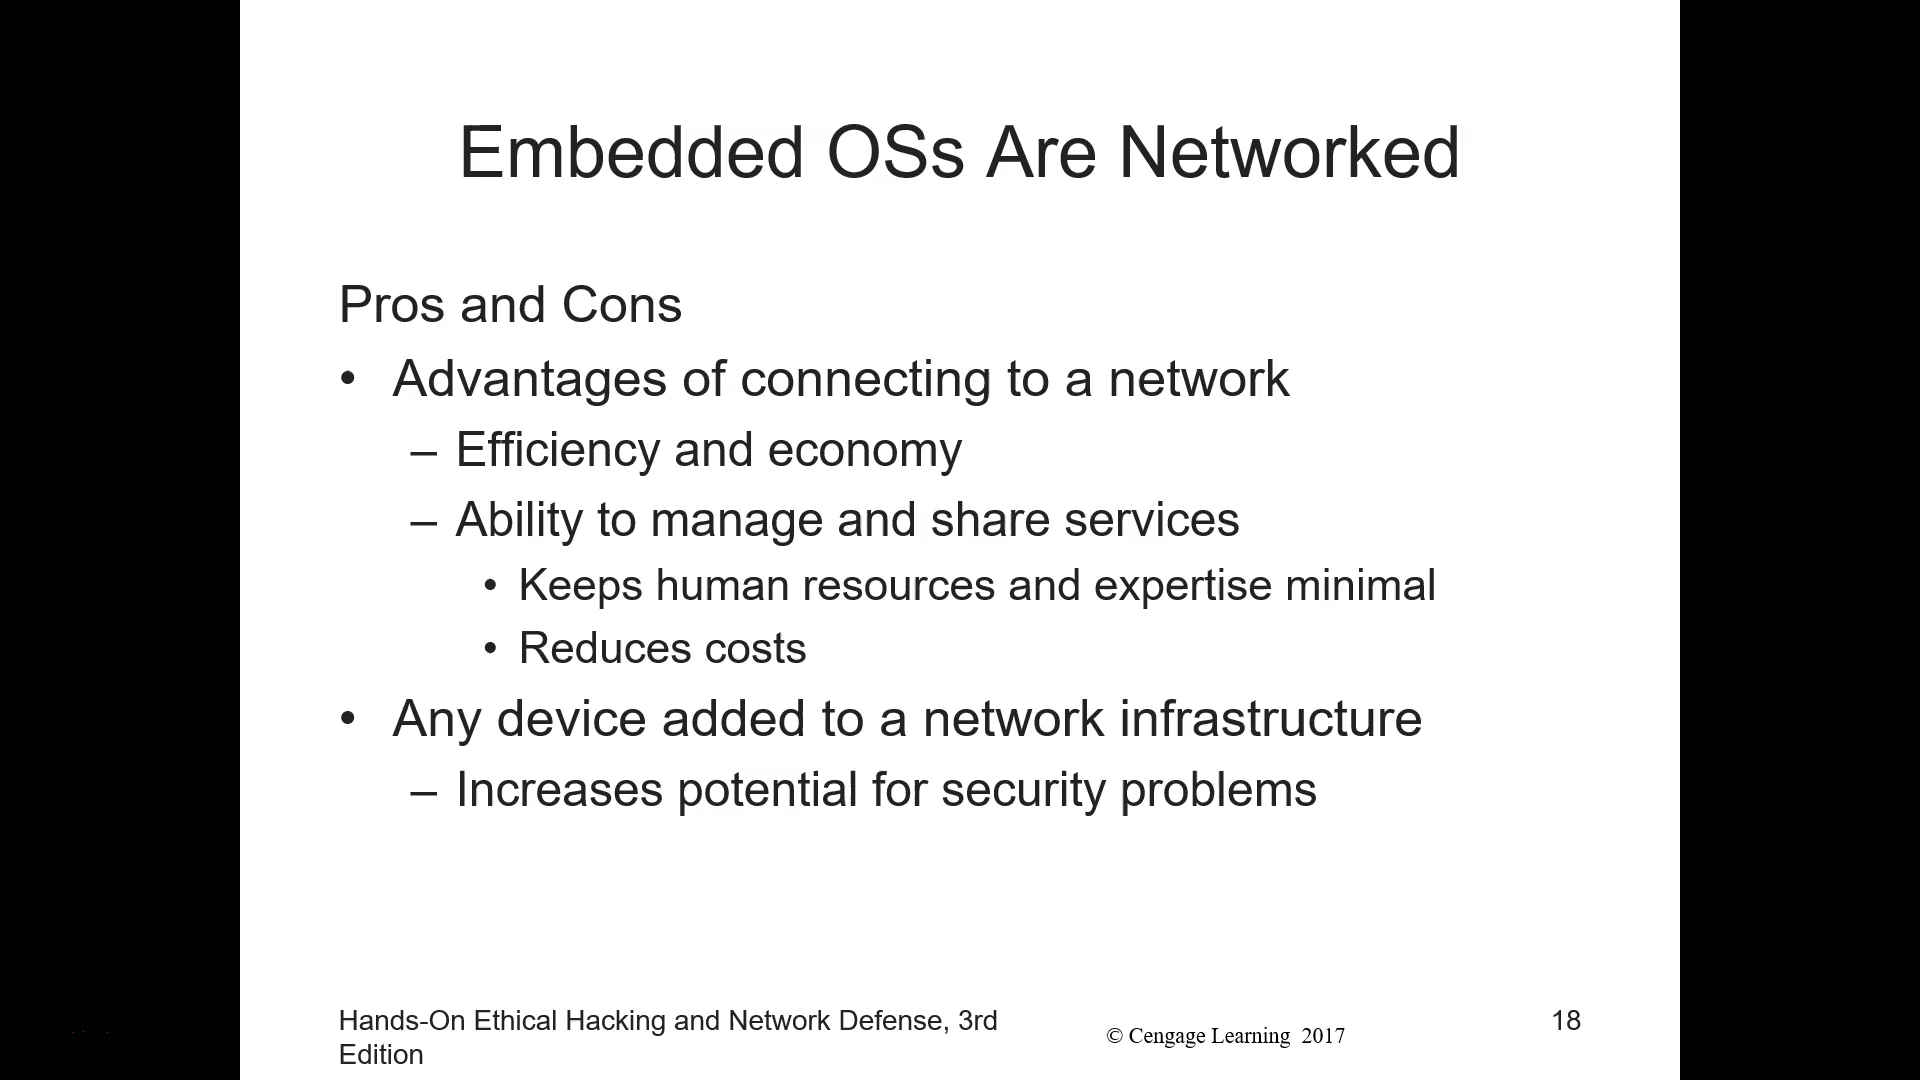 Embedded OSs Are Networked
Pros and Cons
• Advantages of connecting to a network
– Efficiency and economy
– Ability to manage and share services
• Keeps human resources and expertise minimal
• Reduces costs
• Any device added to a network infrastructure
– Increases potential for security problems
Hands-On Ethical Hacking and Network Defense, 3rd
Edition
© Cengage Learning 2017
18